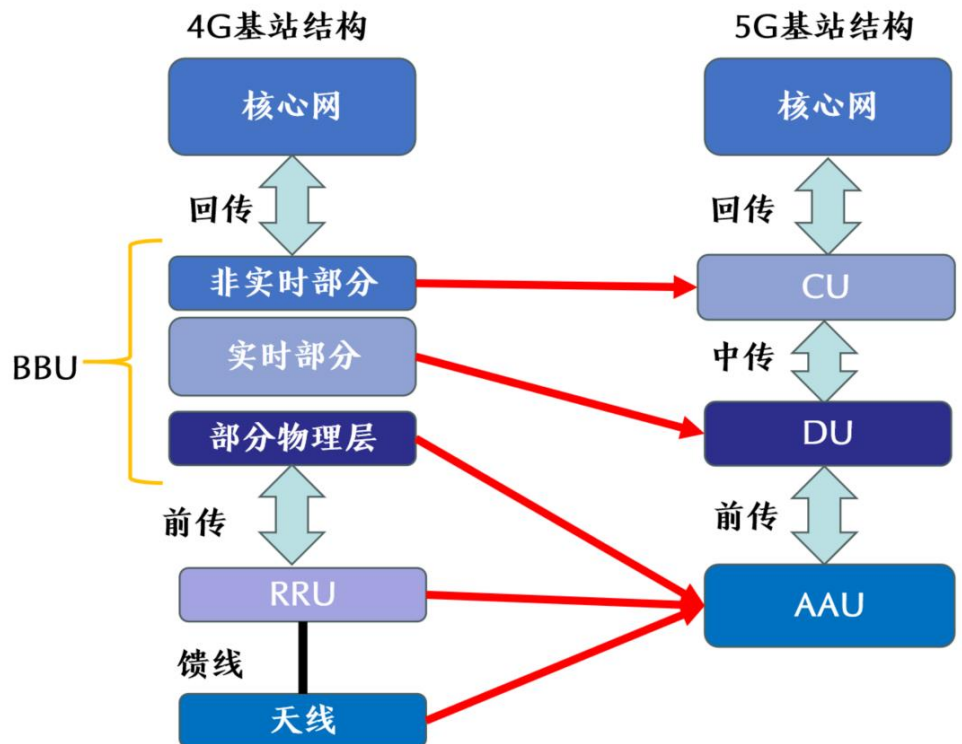 4G基站结构
5G基站结构
核心网
核心网
回传
回传
非实时部分
CU
实时部分
中传
BBU
部分物理层
DU
前传
前传
RRU
AAU
馈线
天线